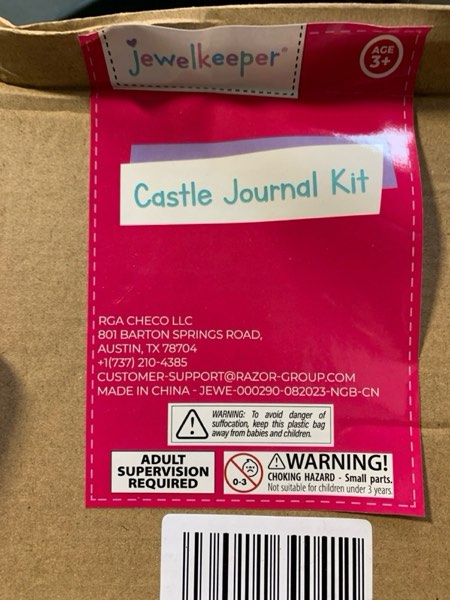 jewelkeeper®
AGE
3+
Castle Journal Kit
RGA CHECO LLC
801 BARTON SPRINGS ROAD,
AUSTIN, TX 78704
+1(737) 210-4385
CUSTOMER-SUPPORT@RAZOR-GROUP.COM
MADE IN CHINA - JEWE-000290-082023-NGB-CN
WARNING: To avoid danger of
suffocation, keep this plastic bag
away from babies and children.
ADULT
SUPERVISION
REQUIRED
0-3
WARNING!
CHOKING HAZARD - Small parts.
Not suitable for children under 3 years.